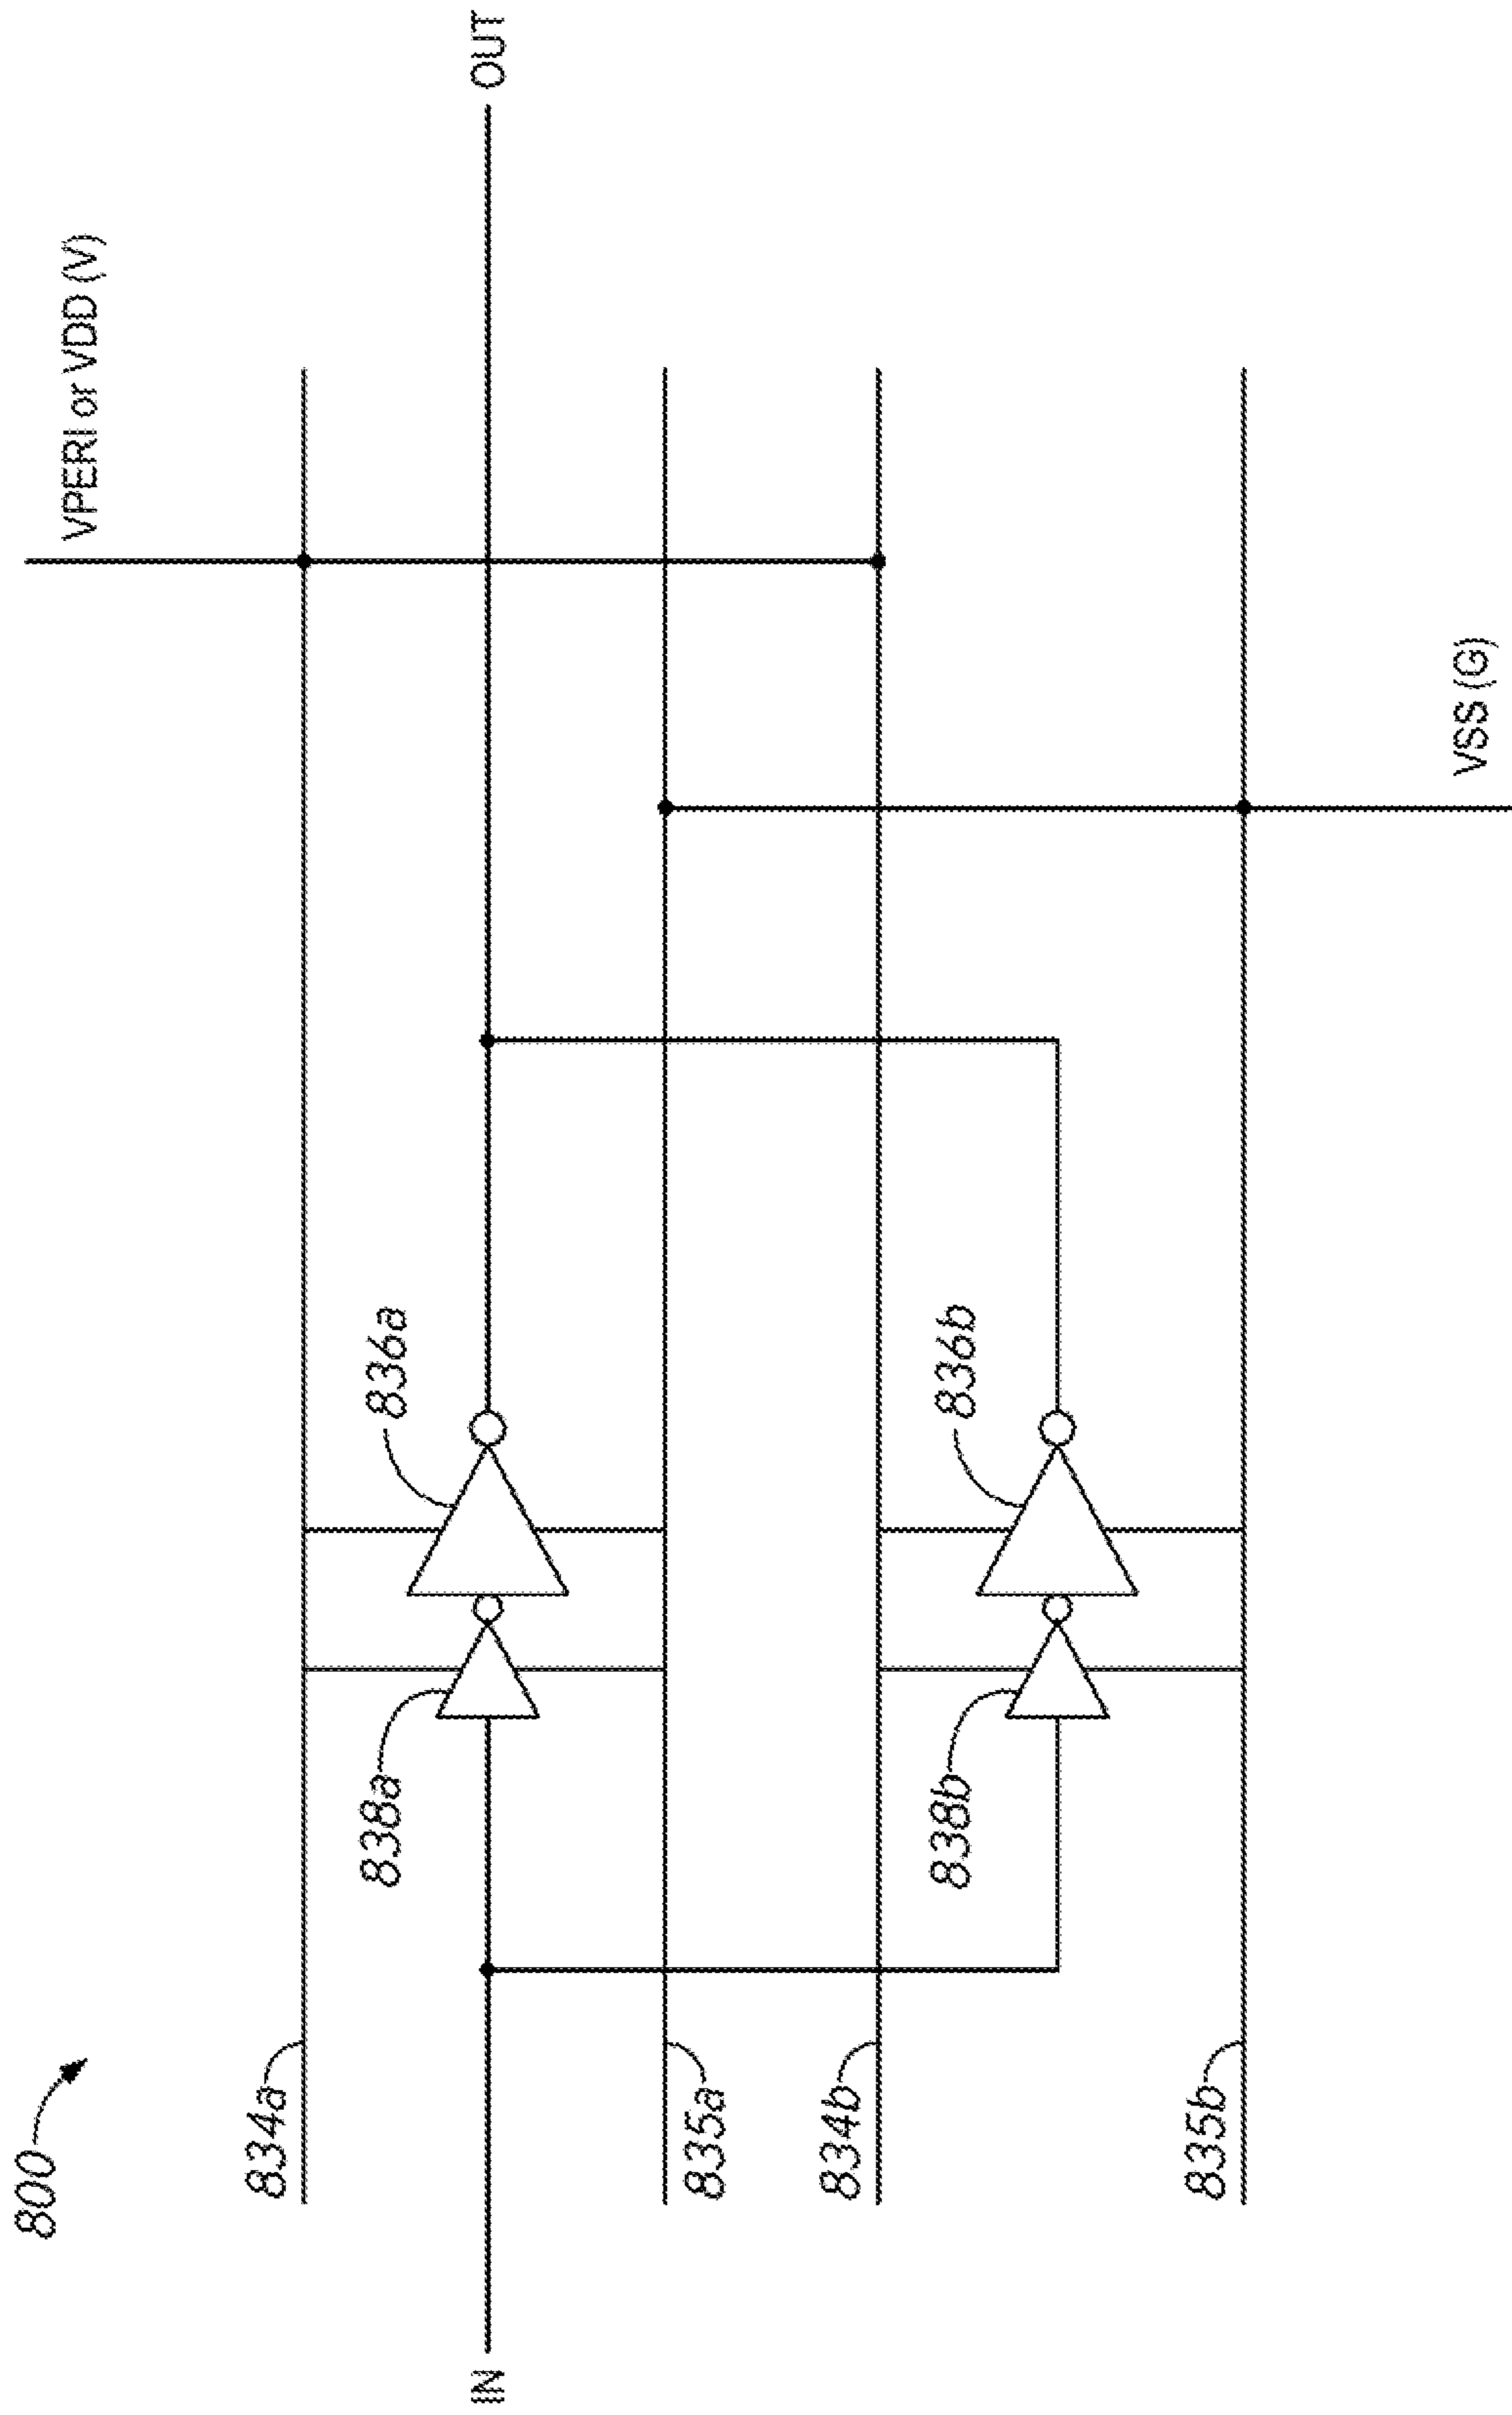 800
VPERI or VDD (V)
834a
838a
836a
IN
OUT
835a
834b
838b
836b
835b
VSS (G)